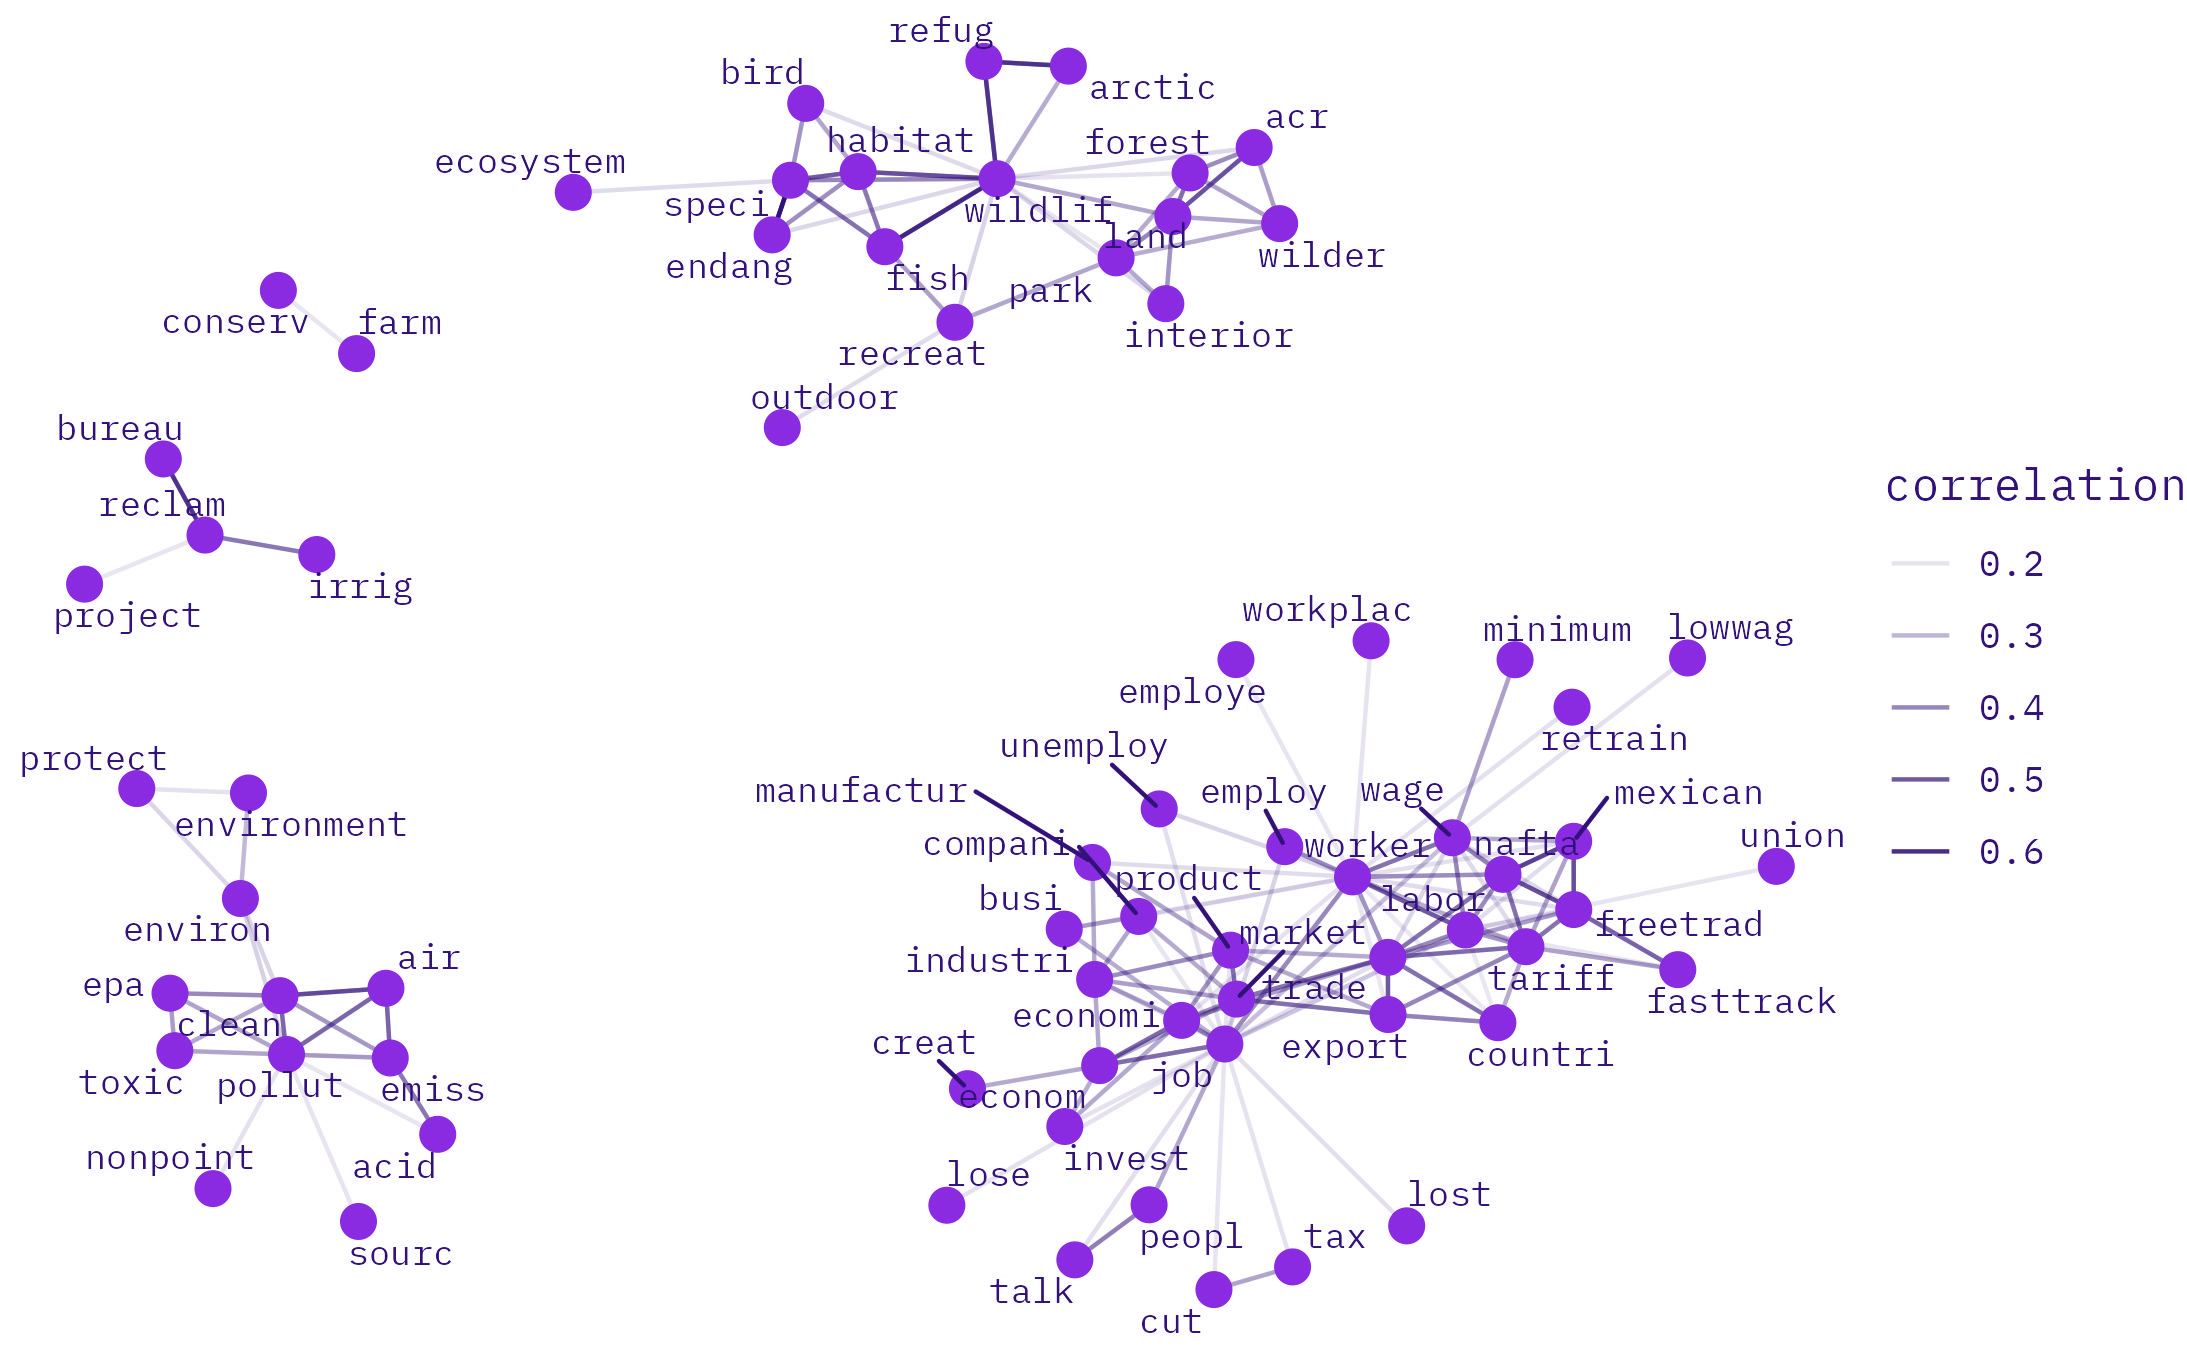 refug
bird
arctic
acr
habitat
forest
ecosystem
speci
wildlif
land
wilder
endang
fish
park
conserv
farm
interior
recreat
outdoor
bureau
reclam
irrig
project
correlation
0.2
0.3
0.4
0.5
0.6
workplac
minimum
lowwag
employe
retrain
unemploy
protect
manufactur
employ
wage
mexican
environment
compani
worker
nafta
union
product
busi
labor
environ
market
freetrad
air
industri
epa
trade
tariff
fasttrack
clean
economi
creat
export
countri
toxic
pollut
emiss
econom
job
nonpoint
acid
invest
lose
lost
sourc
peopl
tax
talk
cut